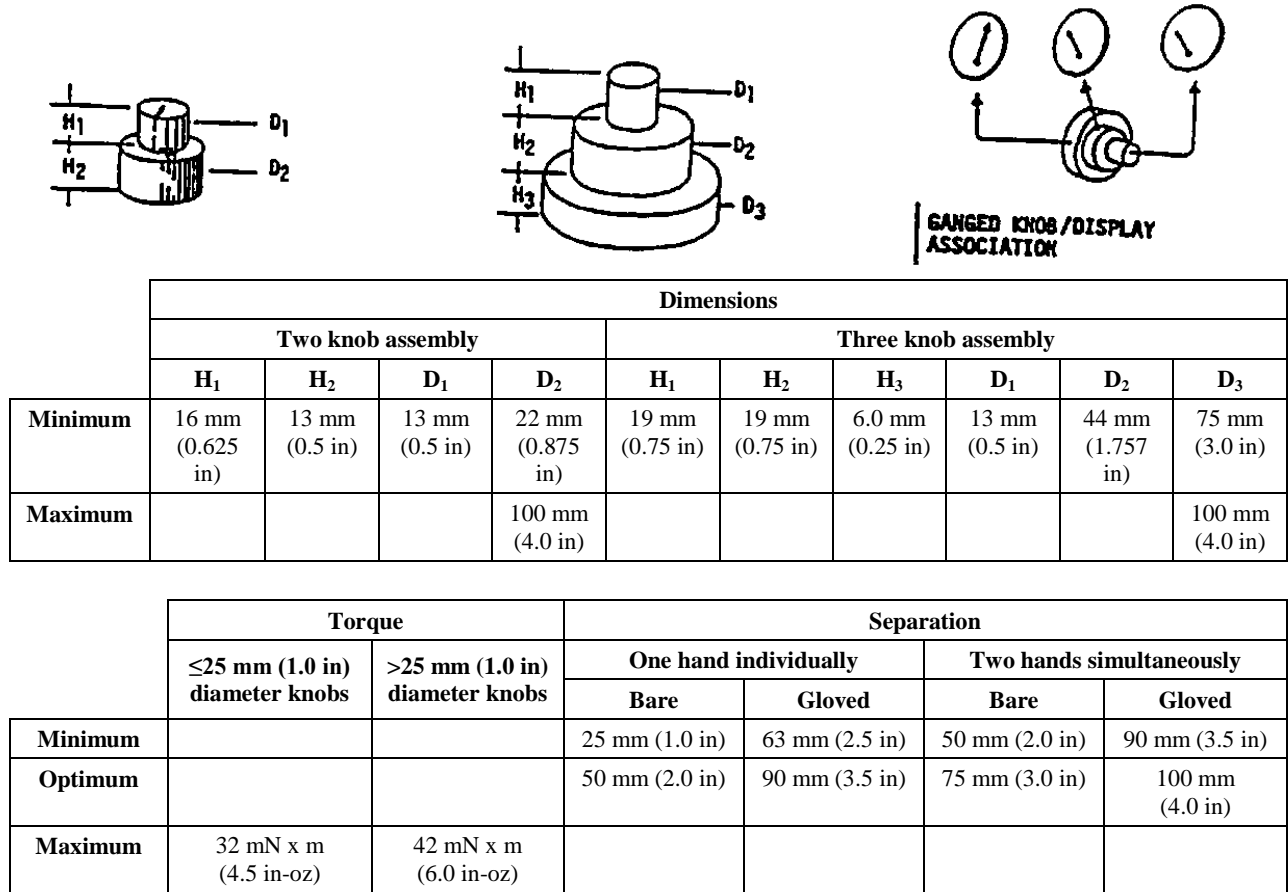 H1
H2
D1
D2
H1
H2
H3
D1
D2
D3
GANGED KNOB/DISPLAY
ASSOCIATION
Dimensions
Two knob assembly Three knob assembly
H1 H2 D1 D2 H1 H2 H3 D1 D2 D3
Minimum 16 mm 13 mm 13 mm 22 mm 19 mm 19 mm 6.0 mm 13 mm 44 mm 75 mm
(0.625 (0.5 in) (0.5 in) (0.875 (0.75 in) (0.75 in) (0.25 in) (0.5 in) (1.757 (3.0 in)
in) in) in)
Maximum 100 mm 100 mm
(4.0 in) (4.0 in)
Torque Separation
≤25 mm (1.0 in) >25 mm (1.0 in) One hand individually Two hands simultaneously
diameter knobs diameter knobs Bare Gloved Bare Gloved
Minimum 25 mm (1.0 in) 63 mm (2.5 in) 50 mm (2.0 in) 90 mm (3.5 in)
Optimum 50 mm (2.0 in) 90 mm (3.5 in) 75 mm (3.0 in) 100 mm
(4.0 in)
Maximum 32 mN x m 42 mN x m
(4.5 in-oz) (6.0 in-oz)